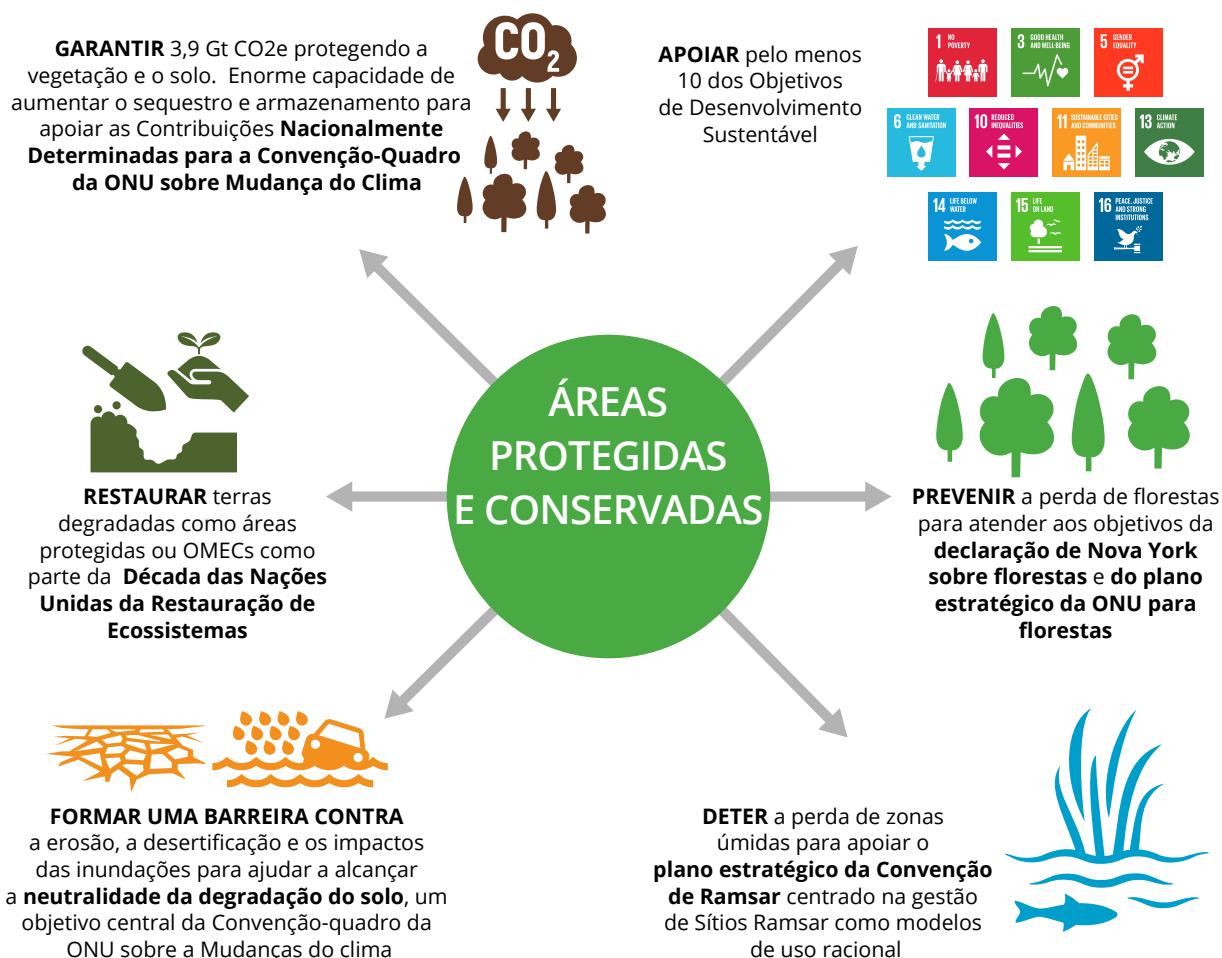 GARANTIR 3,9 Gt CO2e protegendo a
vegetação e o solo. Enorme capacidade de
aumentar o sequestro e armazenamento para
apoiar as Contribuições Nacionalmente
Determinadas para a Convenção-Quadro
da ONU sobre Mudança do Clima
CO2
APOIAR pelo menos
10 dos Objetivos
de Desenvolvimento
Sustentável
1 NO
POVERTY
3 GOOD HEALTH
AND WELL-BEING
5 GENDER
EQUALITY
6 CLEAN WATER
AND SANITATION
10 REDUCED
INEQUALITIES
11 SUSTAINABLE CITIES
AND COMMUNITIES
13 CLIMATE
ACTION
14 LIFE BELOW
WATER
15 LIFE
ON LAND
16 PEACE, JUSTICE
AND STRONG
INSTITUTIONS
ÁREAS
PROTEGIDAS
E CONSERVADAS
RESTAURAR terras
degradadas como áreas
protegidas ou OMECs como
parte da Década das Nações
Unidas da Restauração de
Ecossistemas
PREVENIR a perda de florestas
para atender aos objetivos da
declaração de Nova York
sobre florestas e do plano
estratégico da ONU para
florestas
FORMAR UMA BARREIRA CONTRA
a erosão, a desertificação e os impactos
das inundações para ajudar a alcançar
a neutralidade da degradação do solo, um
objetivo central da Convenção-quadro da
ONU sobre a Mudanças do clima
DETER a perda de zonas
úmidas para apoiar o
plano estratégico da Convenção
de Ramsar centrado na gestão
de Sítios Ramsar como modelos
de uso racional